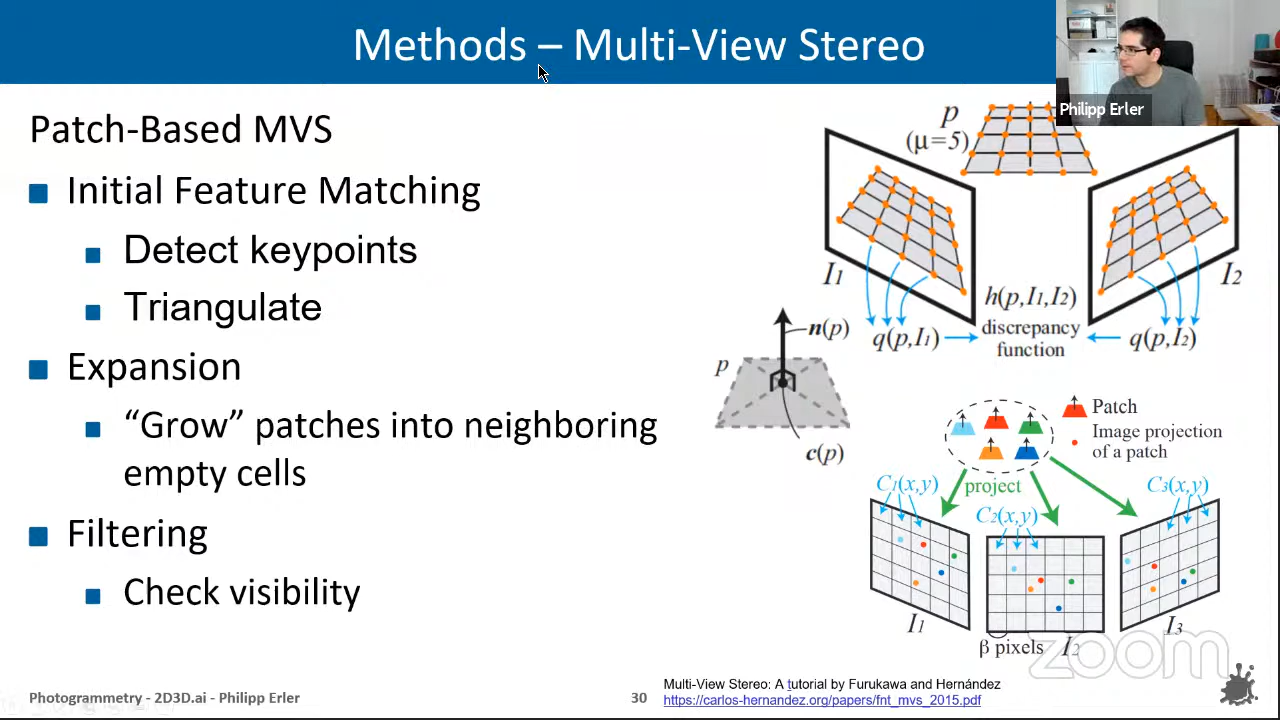 Methods – Multi-View Stereo
Philipp Erler
Patch-Based MVS
Initial Feature Matching
Detect keypoints
Triangulate
Expansion
“Grow” patches into neighboring
empty cells
Filtering
Check visibility
p
(μ=5)
I1
I2
h(p,I1,I2)
discrepancy
function
q(p,I1)
q(p,I2)
n(p)
p
c(p)
Patch
Image projection
of a patch
project
C1(x,y)
C2(x,y)
C3(x,y)
I1
β pixels
I2
I3
zoom
Multi-View Stereo: A tutorial by Furukawa and Hernández
https://carlos-hernandez.org/papers/fnt_mvs_2015.pdf
Photogrammetry - 2D3D.ai - Philipp Erler
30